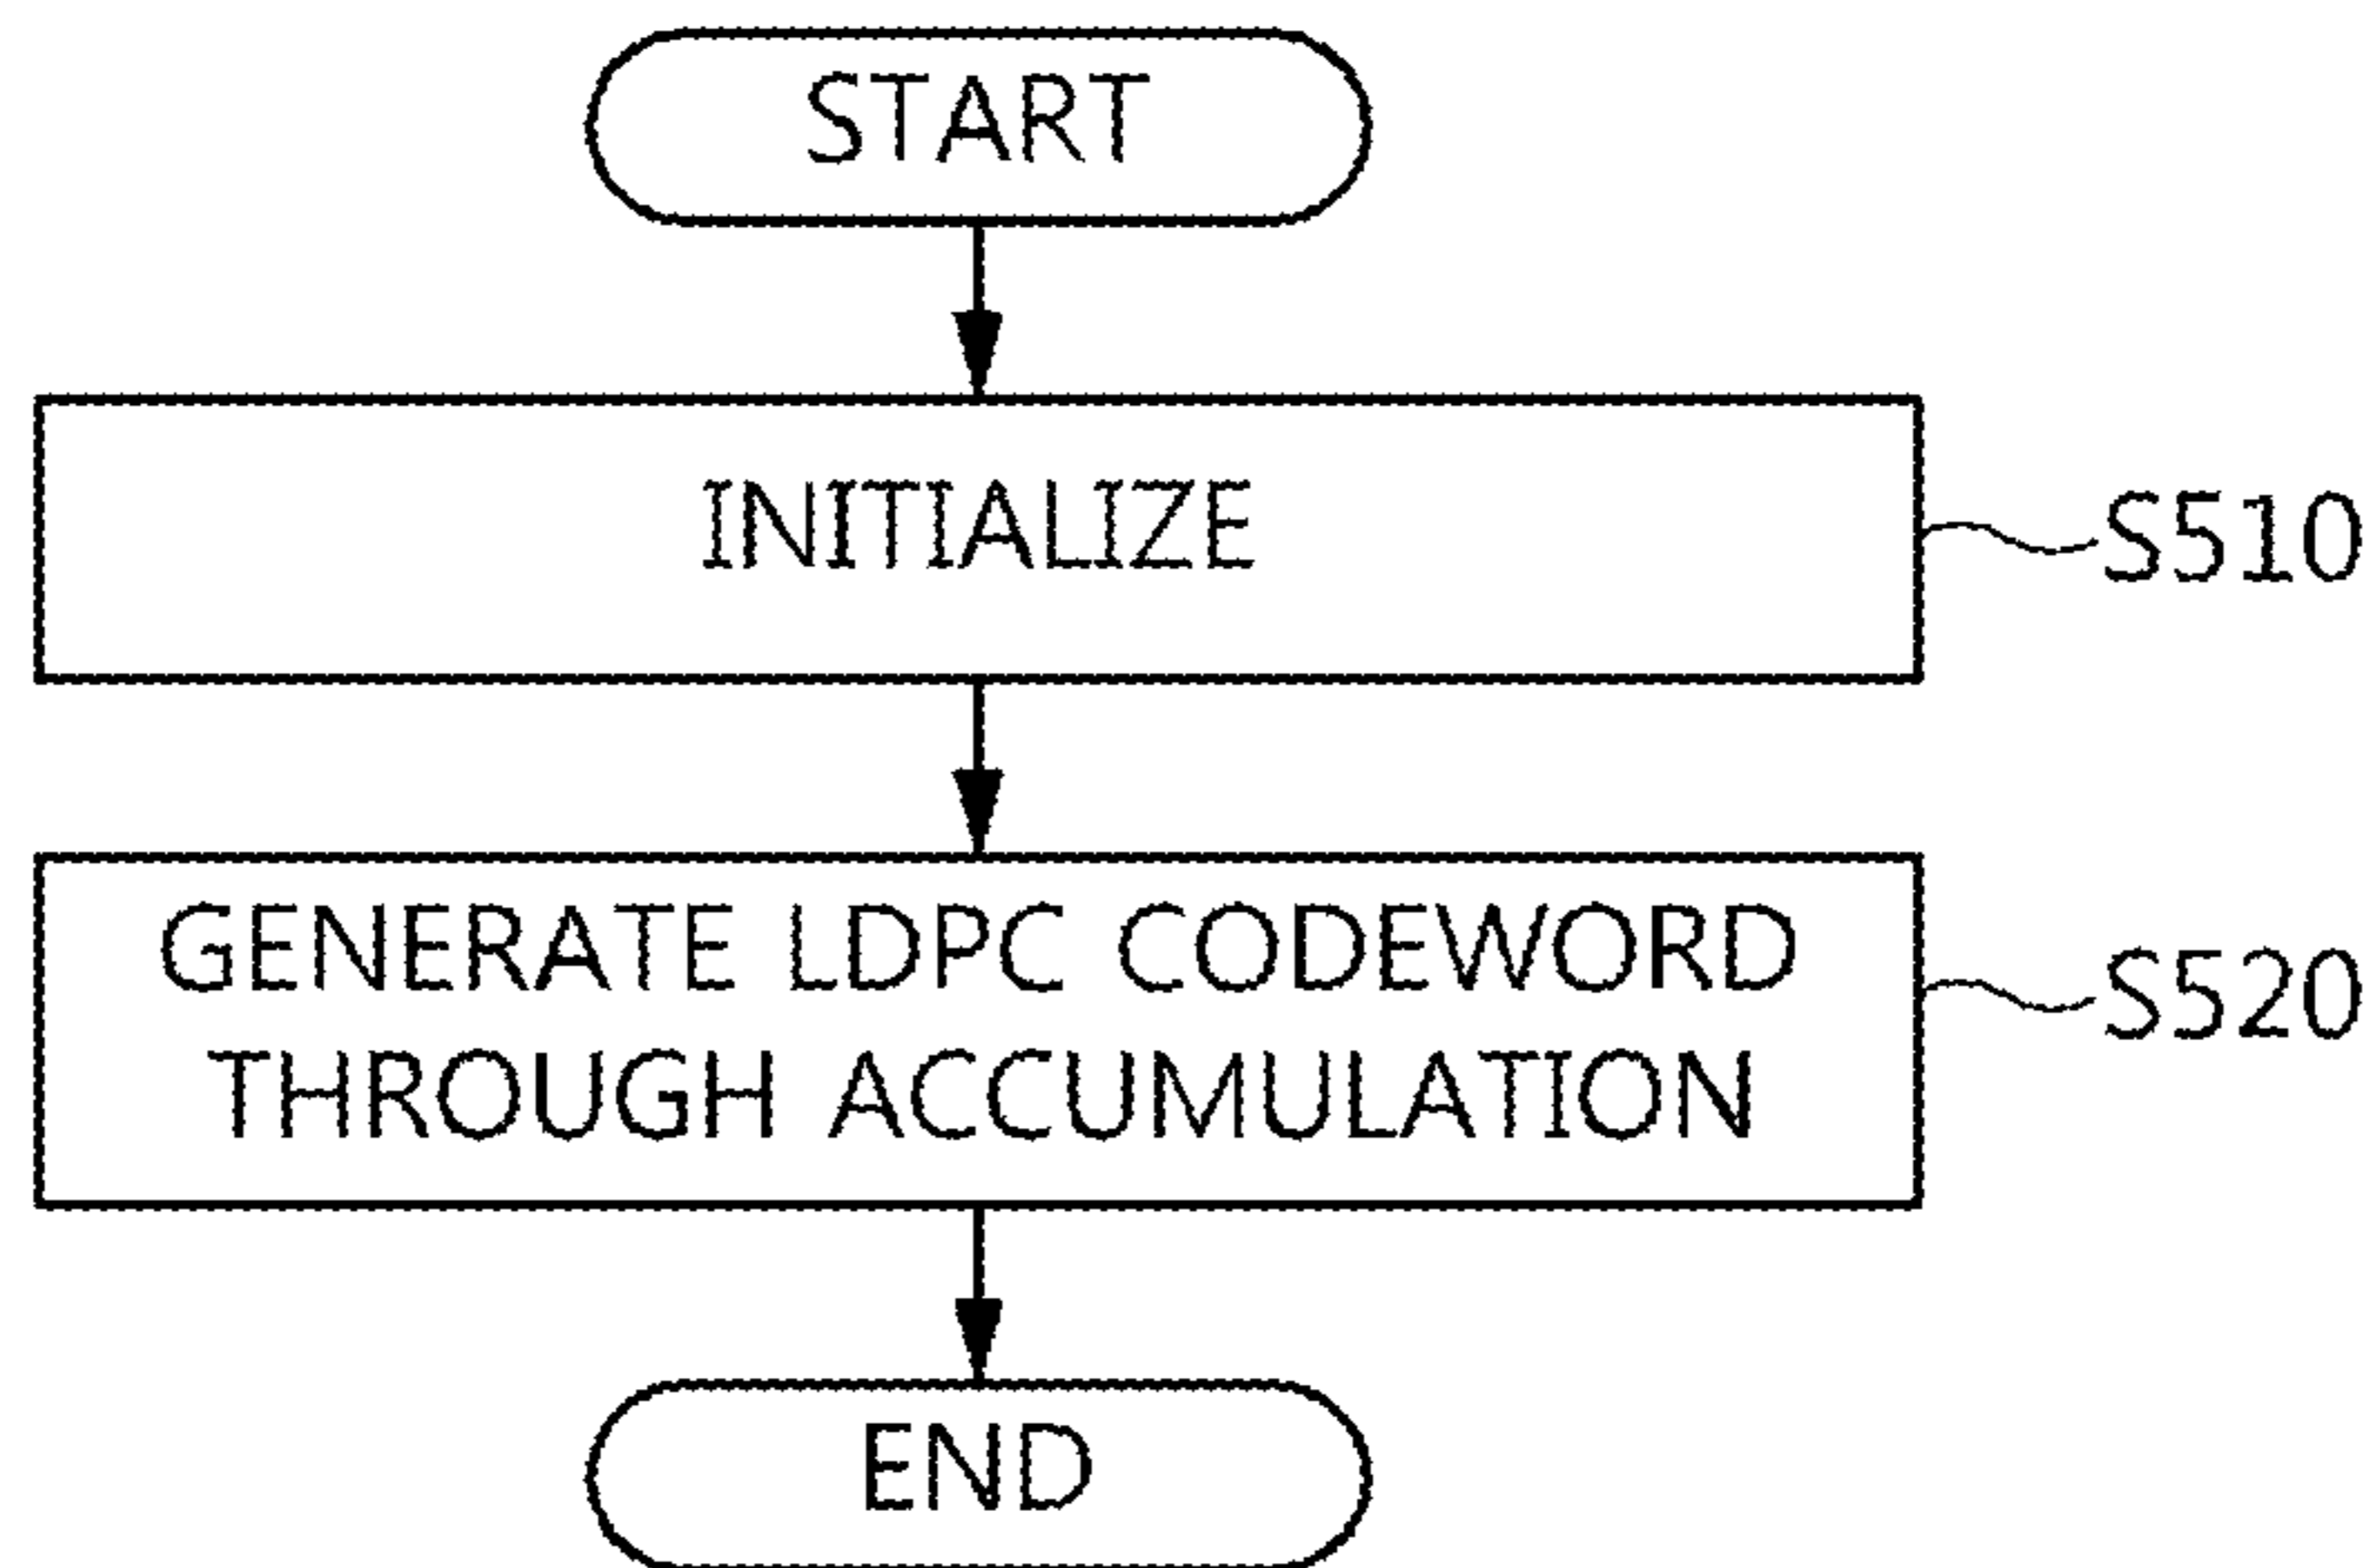 START
INITIALIZE
S510
GENERATE LDPC CODEWORD
THROUGH ACCUMULATION
S520
END